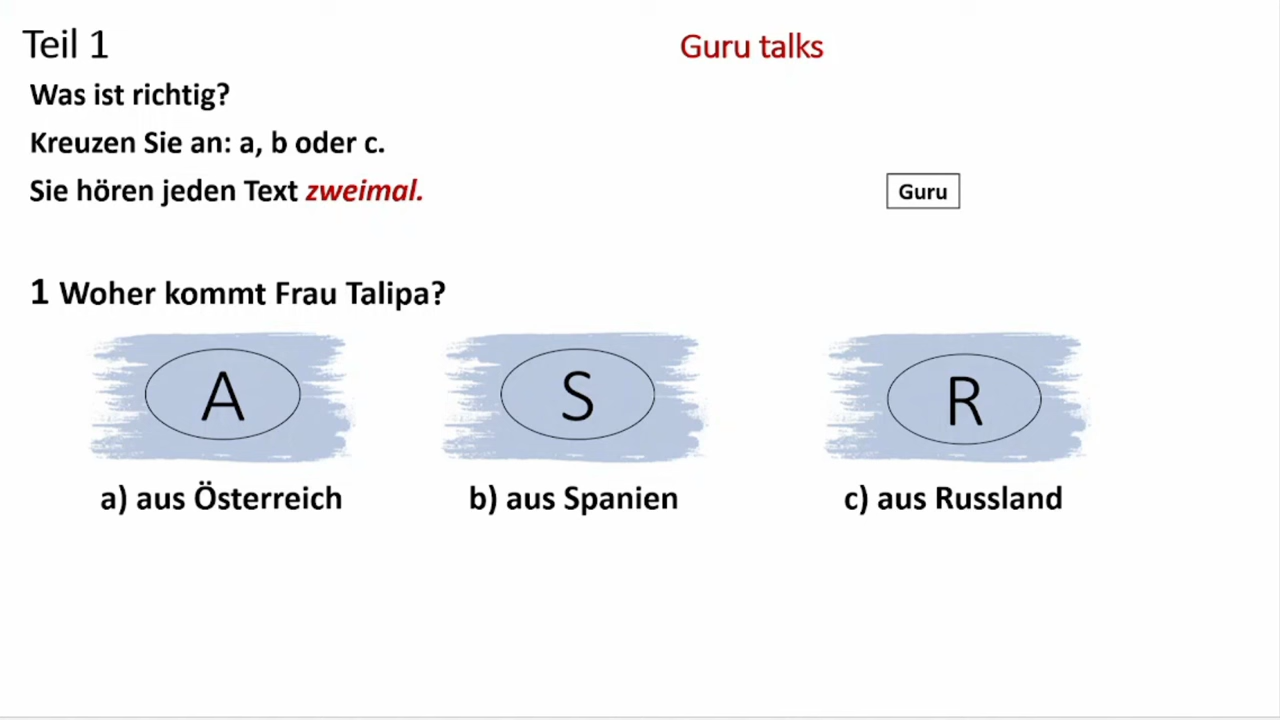 Teil 1
Guru talks
Was ist richtig?
Kreuzen Sie an: a, b oder c.
Sie hören jeden Text zweimal.
Guru
1 Woher kommt Frau Talipa?
A
S
R
a) aus Österreich
b) aus Spanien
c) aus Russland